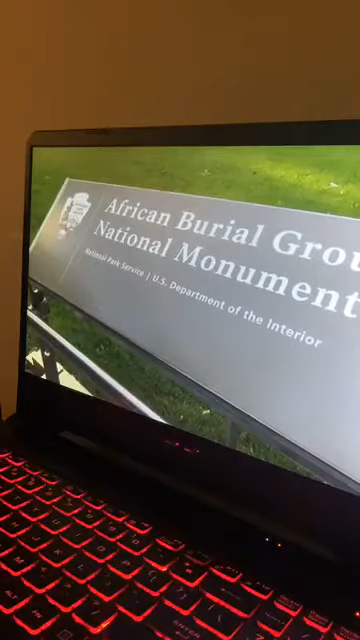 African Burial Grou
National Monument
National Park Service | U.S. Department of the Interior